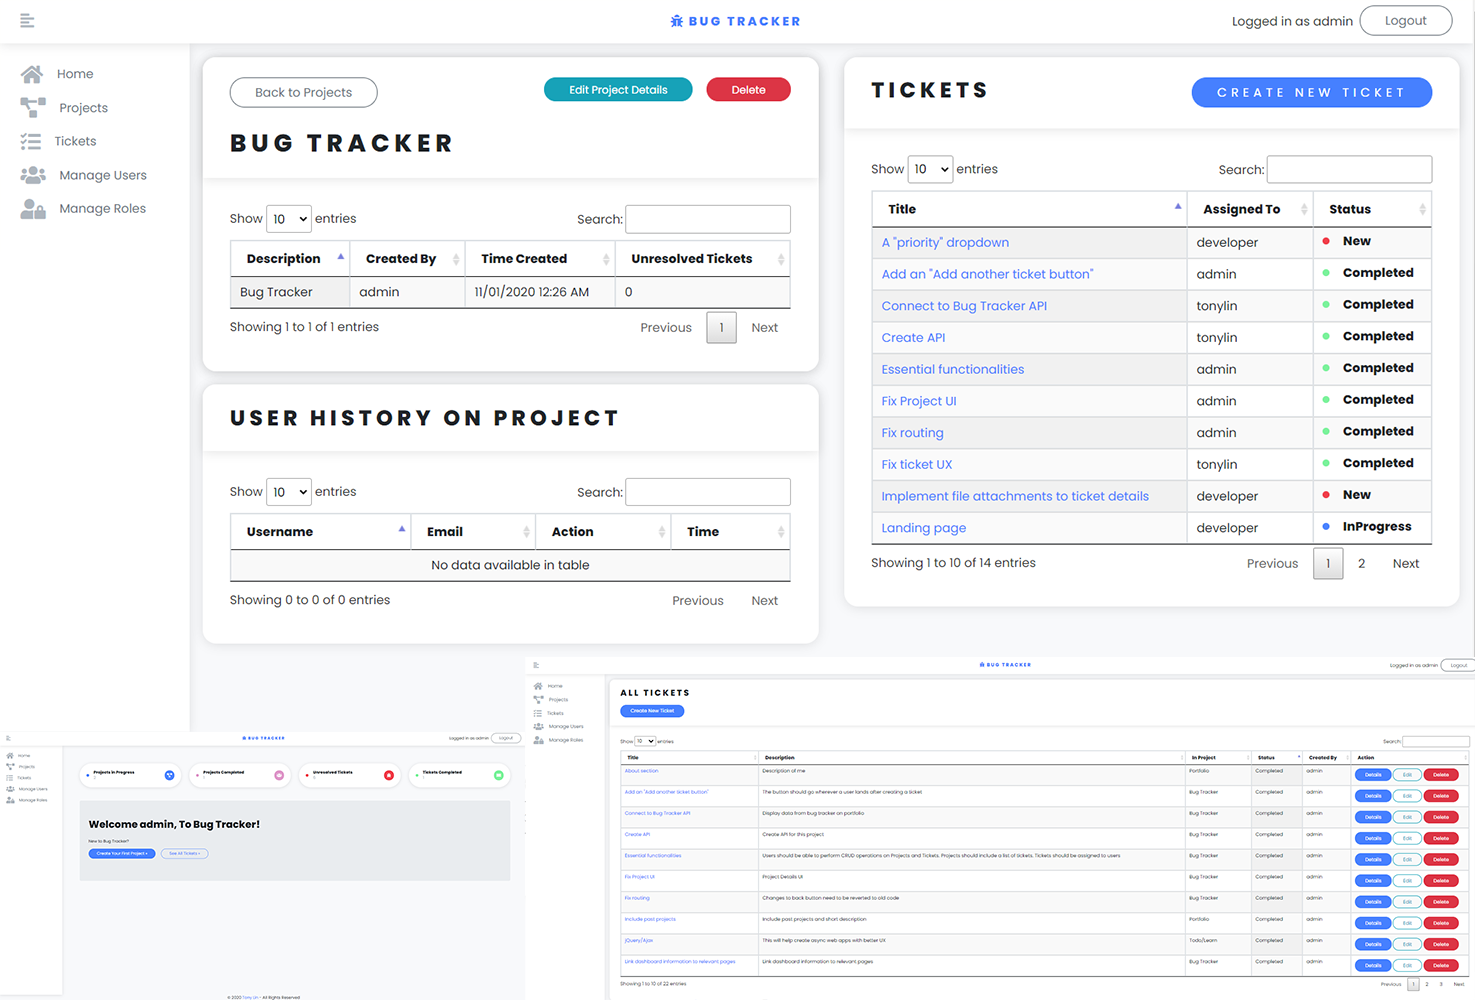 BUG TRACKER
Logged in as admin
Logout
Home
Projects
Tickets
Manage Users
Manage Roles
Back to Projects
Edit Project Details
Delete
BUG TRACKER
Show 10 entries
Search:
Description Created By Time Created Unresolved Tickets
Bug Tracker admin 11/01/2020 12:26 AM 0
Showing 1 to 1 of 1 entries
Previous 1 Next
USER HISTORY ON PROJECT
Show 10 entries
Search:
Username Email Action Time
No data available in table
Showing 0 to 0 of 0 entries
Previous Next
TICKETS
CREATE NEW TICKET
Show 10 entries
Search:
Title Assigned To Status
A "priority" dropdown developer New
Add an "Add another ticket button" admin Completed
Connect to Bug Tracker API tonylin Completed
Create API tonylin Completed
Essential functionalities admin Completed
Fix Project UI admin Completed
Fix routing admin Completed
Fix ticket UX tonylin Completed
Implement file attachments to ticket details developer New
Landing page developer InProgress
Showing 1 to 10 of 14 entries
Previous 1 2 Next
BUG TRACKER
Logged in as admin
Logout
Home
Projects
Tickets
Manage Users
Manage Roles
Projects in Progress
Projects Completed
Unresolved Tickets
Tickets Completed
Welcome admin, To Bug Tracker!
New to Bug Tracker?
Create Your First Project »
See All Tickets »
© 2020 Tony Lin - All Rights Reserved
BUG TRACKER
Logged in as admin
Logout
Home
Projects
Tickets
Manage Users
Manage Roles
ALL TICKETS
Create New Ticket
Show 10 entries
Search:
Title Description In Project Status Created By Action
About section Description of me Portfolio Completed admin Details Edit Delete
Add an "Add another ticket button" The button should go wherever a user lands after creating a ticket Bug Tracker Completed admin Details Edit Delete
Connect to Bug Tracker API Display data from bug tracker on portfolio Bug Tracker Completed admin Details Edit Delete
Create API Create API for this project Bug Tracker Completed admin Details Edit Delete
Essential functionalities Users should be able to perform CRUD operations on Projects and Tickets. Projects should include a list of tickets. Tickets should be assigned to users. Bug Tracker Completed admin Details Edit Delete
Fix Project UI Project Details UI Bug Tracker Completed admin Details Edit Delete
Fix routing Changes to back button need to be reverted to old code Bug Tracker Completed admin Details Edit Delete
Include past projects Include past projects and short description Portfolio Completed admin Details Edit Delete
jQuery/Ajax This will help create async web apps with better UX Todo/Learn Completed admin Details Edit Delete
Link dashboard information to relevant pages Link dashboard information to relevant pages Bug Tracker Completed admin Details Edit Delete
Showing 1 to 10 of 22 entries
Previous 1 2 3 Next